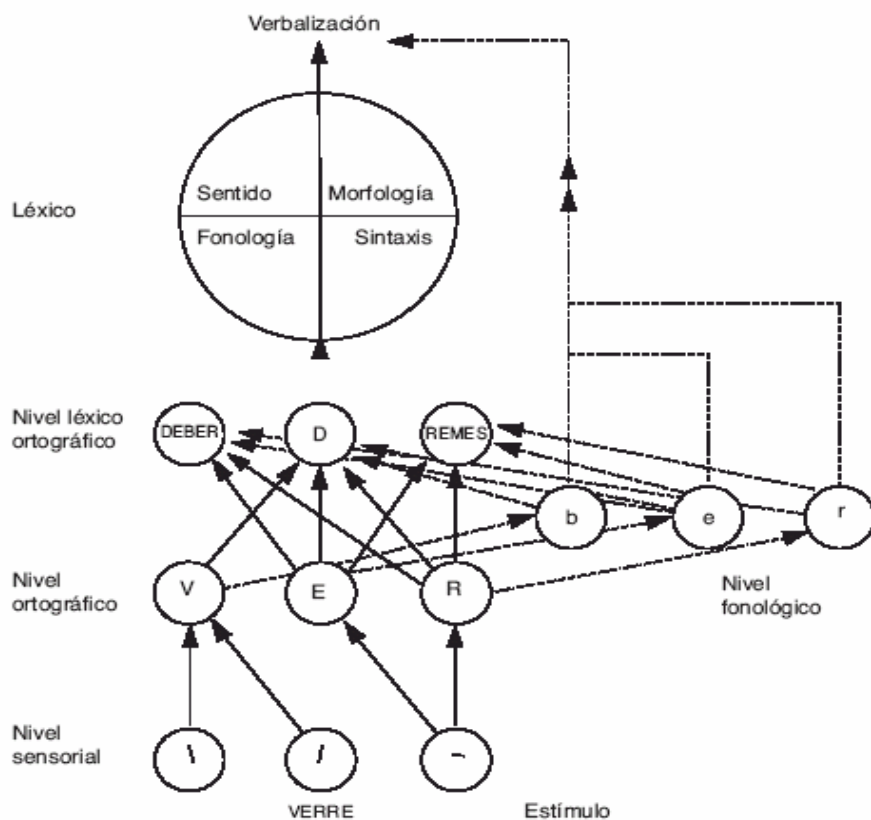 Verbalización
Léxico
Sentido Morfología
Fonología Sintaxis
Nivel léxico
ortográfico
DEBER D REMES
b e r
Nivel
ortográfico
V E R
Nivel
fonológico
Nivel
sensorial
\ / –
VERRE Estímulo